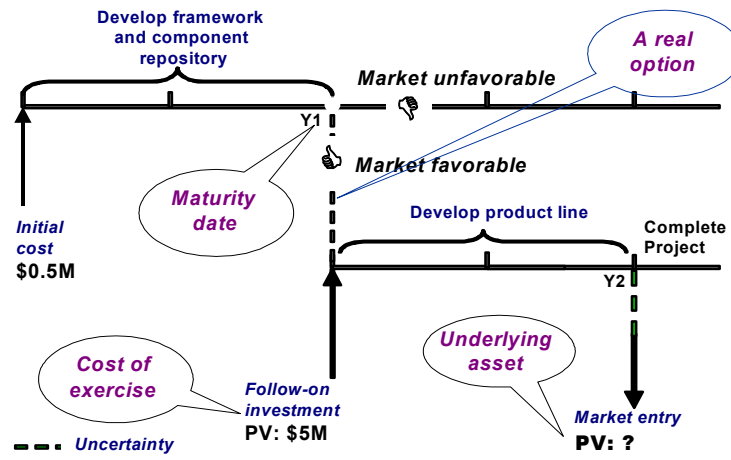 Develop framework
and component
repository
A real
option
Market unfavorable
Y1
Market favorable
Maturity
date
Initial
cost
$0.5M
Develop product line
Complete
Project
Y2
Cost of
exercise
Underlying
asset
Follow-on
investment
PV: $5M
Market entry
PV: ?
Uncertainty